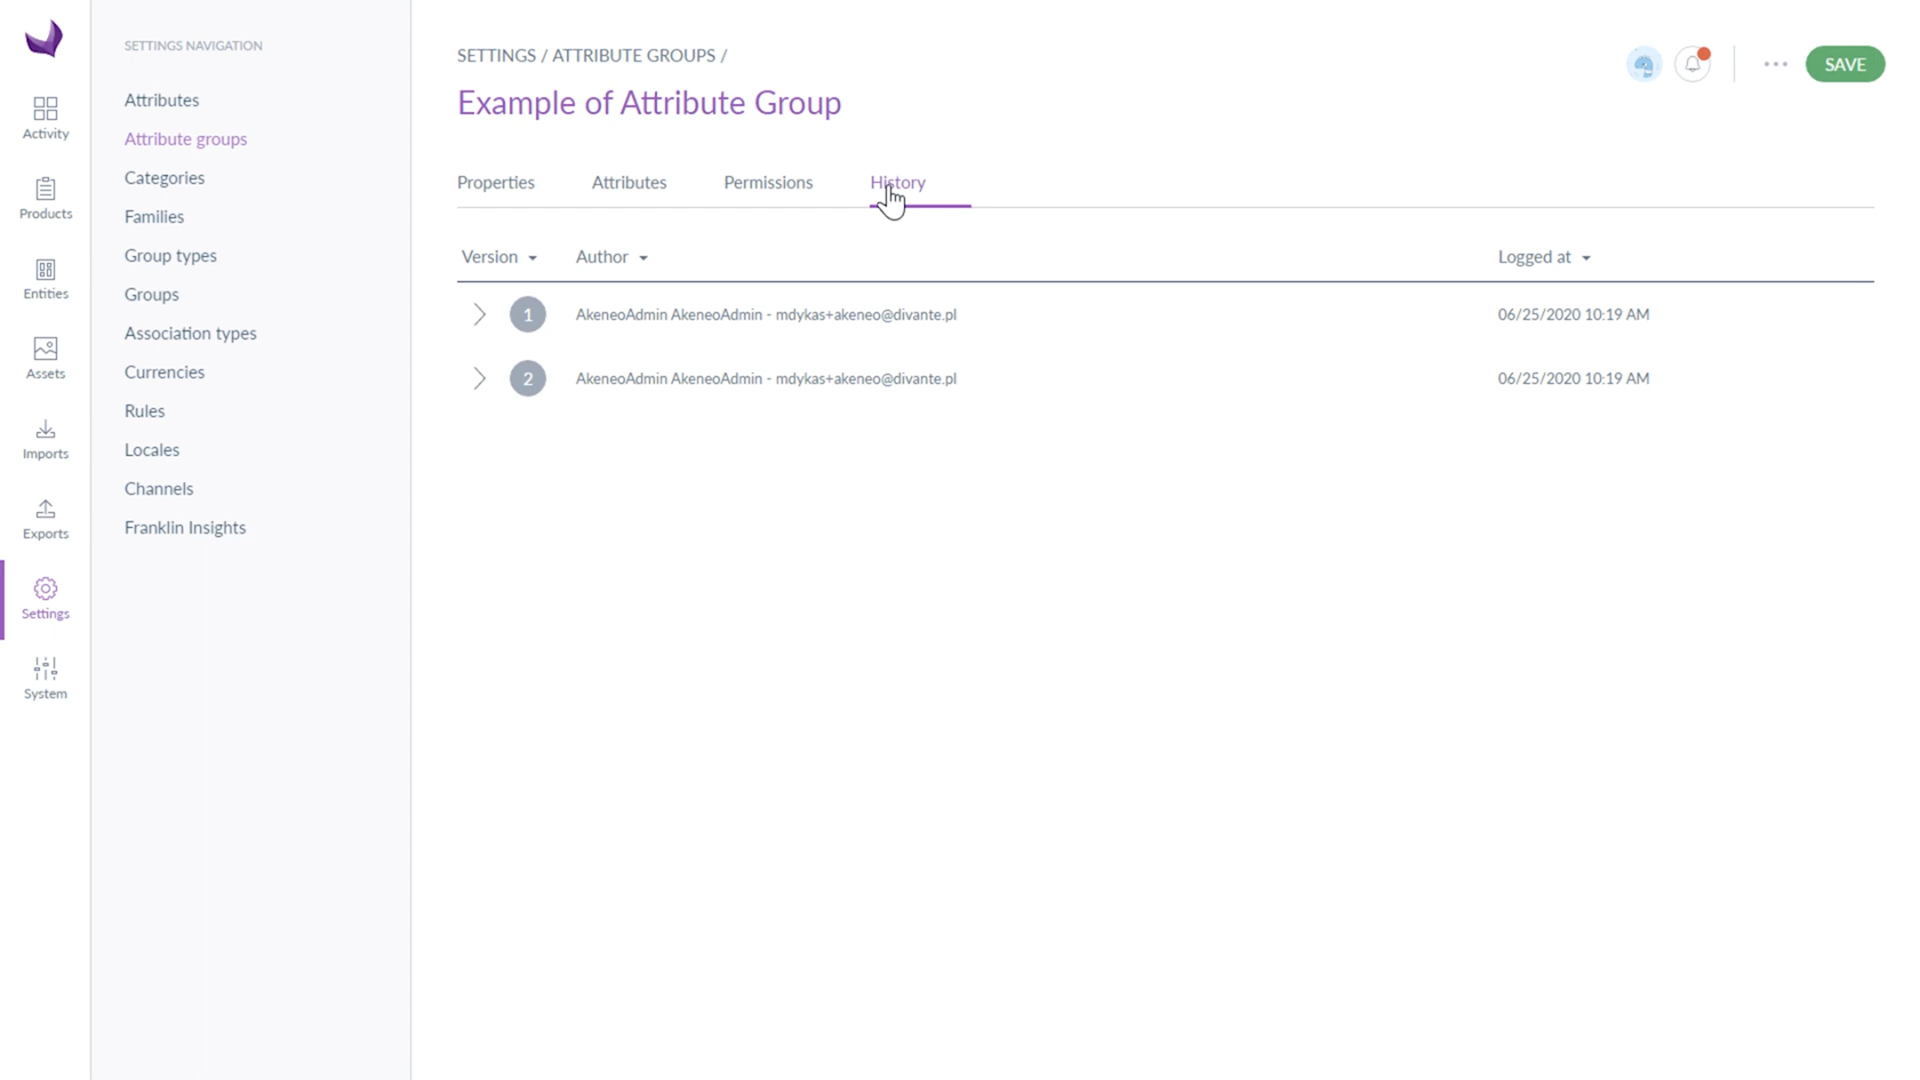 SETTINGS NAVIGATION
Attributes
Attribute groups
Categories
Families
Group types
Groups
Association types
Currencies
Rules
Locales
Channels
Franklin Insights
Activity
Products
Entities
Assets
Imports
Exports
Settings
System
SETTINGS / ATTRIBUTE GROUPS /
SAVE
Example of Attribute Group
Properties Attributes Permissions History
Version Author Logged at
1 AkeneoAdmin AkeneoAdmin - mdykas+akeneo@divante.pl 06/25/2020 10:19 AM
2 AkeneoAdmin AkeneoAdmin - mdykas+akeneo@divante.pl 06/25/2020 10:19 AM